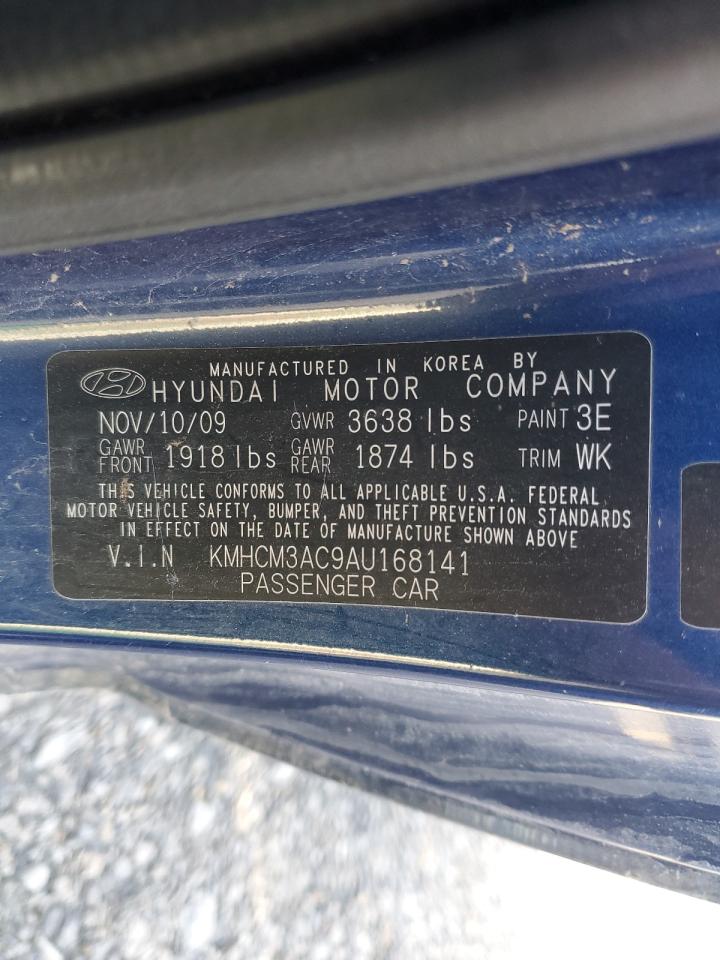 MANUFACTURED IN KOREA BY
HYUNDAI MOTOR COMPANY
NOV/10/09 GVWR 3638 lbs PAINT 3E
GAWR FRONT 1918 lbs GAWR REAR 1874 lbs TRIM WK
THIS VEHICLE CONFORMS TO ALL APPLICABLE U.S.A. FEDERAL
MOTOR VEHICLE SAFETY, BUMPER, AND THEFT PREVENTION STANDARDS
IN EFFECT ON THE DATE OF MANUFACTURE SHOWN ABOVE
V.I.N KMHCM3AC9AU168141
PASSENGER CAR